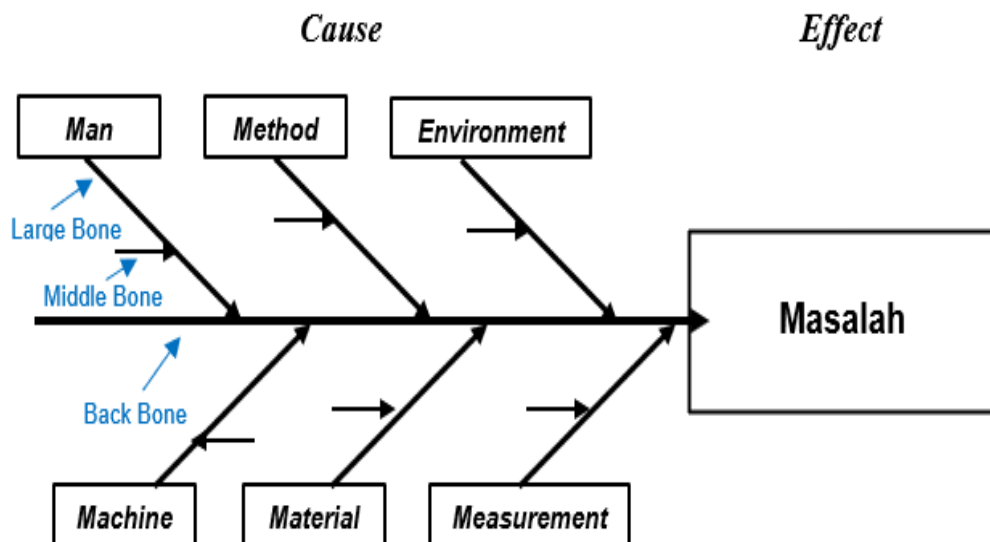 Cause
Effect
Man
Method
Environment
Large Bone
Middle Bone
Masalah
Back Bone
Machine
Material
Measurement